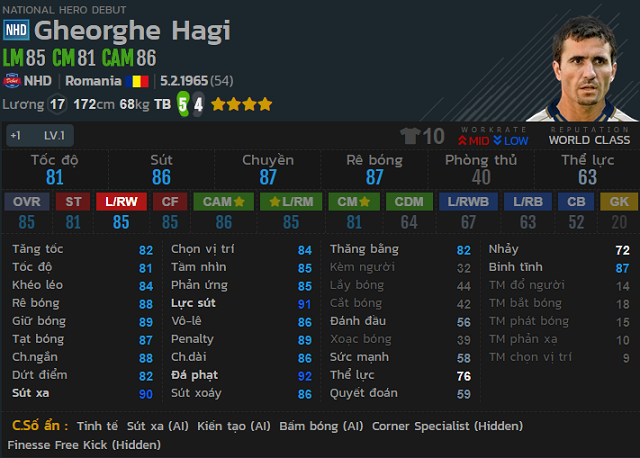 NATIONAL HERO DEBUT
NHD Gheorghe Hagi
LM 85 CM 81 CAM 86
NHD Romania 5.2.1965 (54)
Lương 17 172cm 68kg TB 5 4
+1 LV.1
10 WORKRATE MID LOW REPUTATION WORLD CLASS
Tốc độ Sút Chuyền Rê bóng Phòng thủ Thể lực
81 86 87 87 40 63
OVR ST L/RW CF CAM L/RM CM CDM L/RWB L/RB CB GK
85 81 85 85 86 85 81 64 67 63 52 20
Tăng tốc 82 Chọn vị trí 84 Thăng bằng 82 Nhảy 72
Tốc độ 81 Tầm nhìn 85 Kèm người 32 Bình tĩnh 87
Khéo léo 84 Phản ứng 85 Lấy bóng 44 TM đổ người 14
Rê bóng 88 Lực sút 91 Cắt bóng 42 TM bắt bóng 18
Giữ bóng 89 Vô-lê 86 Đánh đầu 56 TM phát bóng 15
Tạt bóng 87 Penalty 89 Xoạc bóng 39 TM phản xạ 10
Ch.ngắn 88 Ch.dài 86 Sức mạnh 58 TM chọn vị trí 9
Dứt điểm 82 Đá phạt 92 Thể lực 76
Sút xa 90 Sút xoáy 86 Quyết đoán 59
C.Số ẩn : Tinh tế Sút xa (AI) Kiến tạo (AI) Bấm bóng (AI) Corner Specialist (Hidden)
Finesse Free Kick (Hidden)